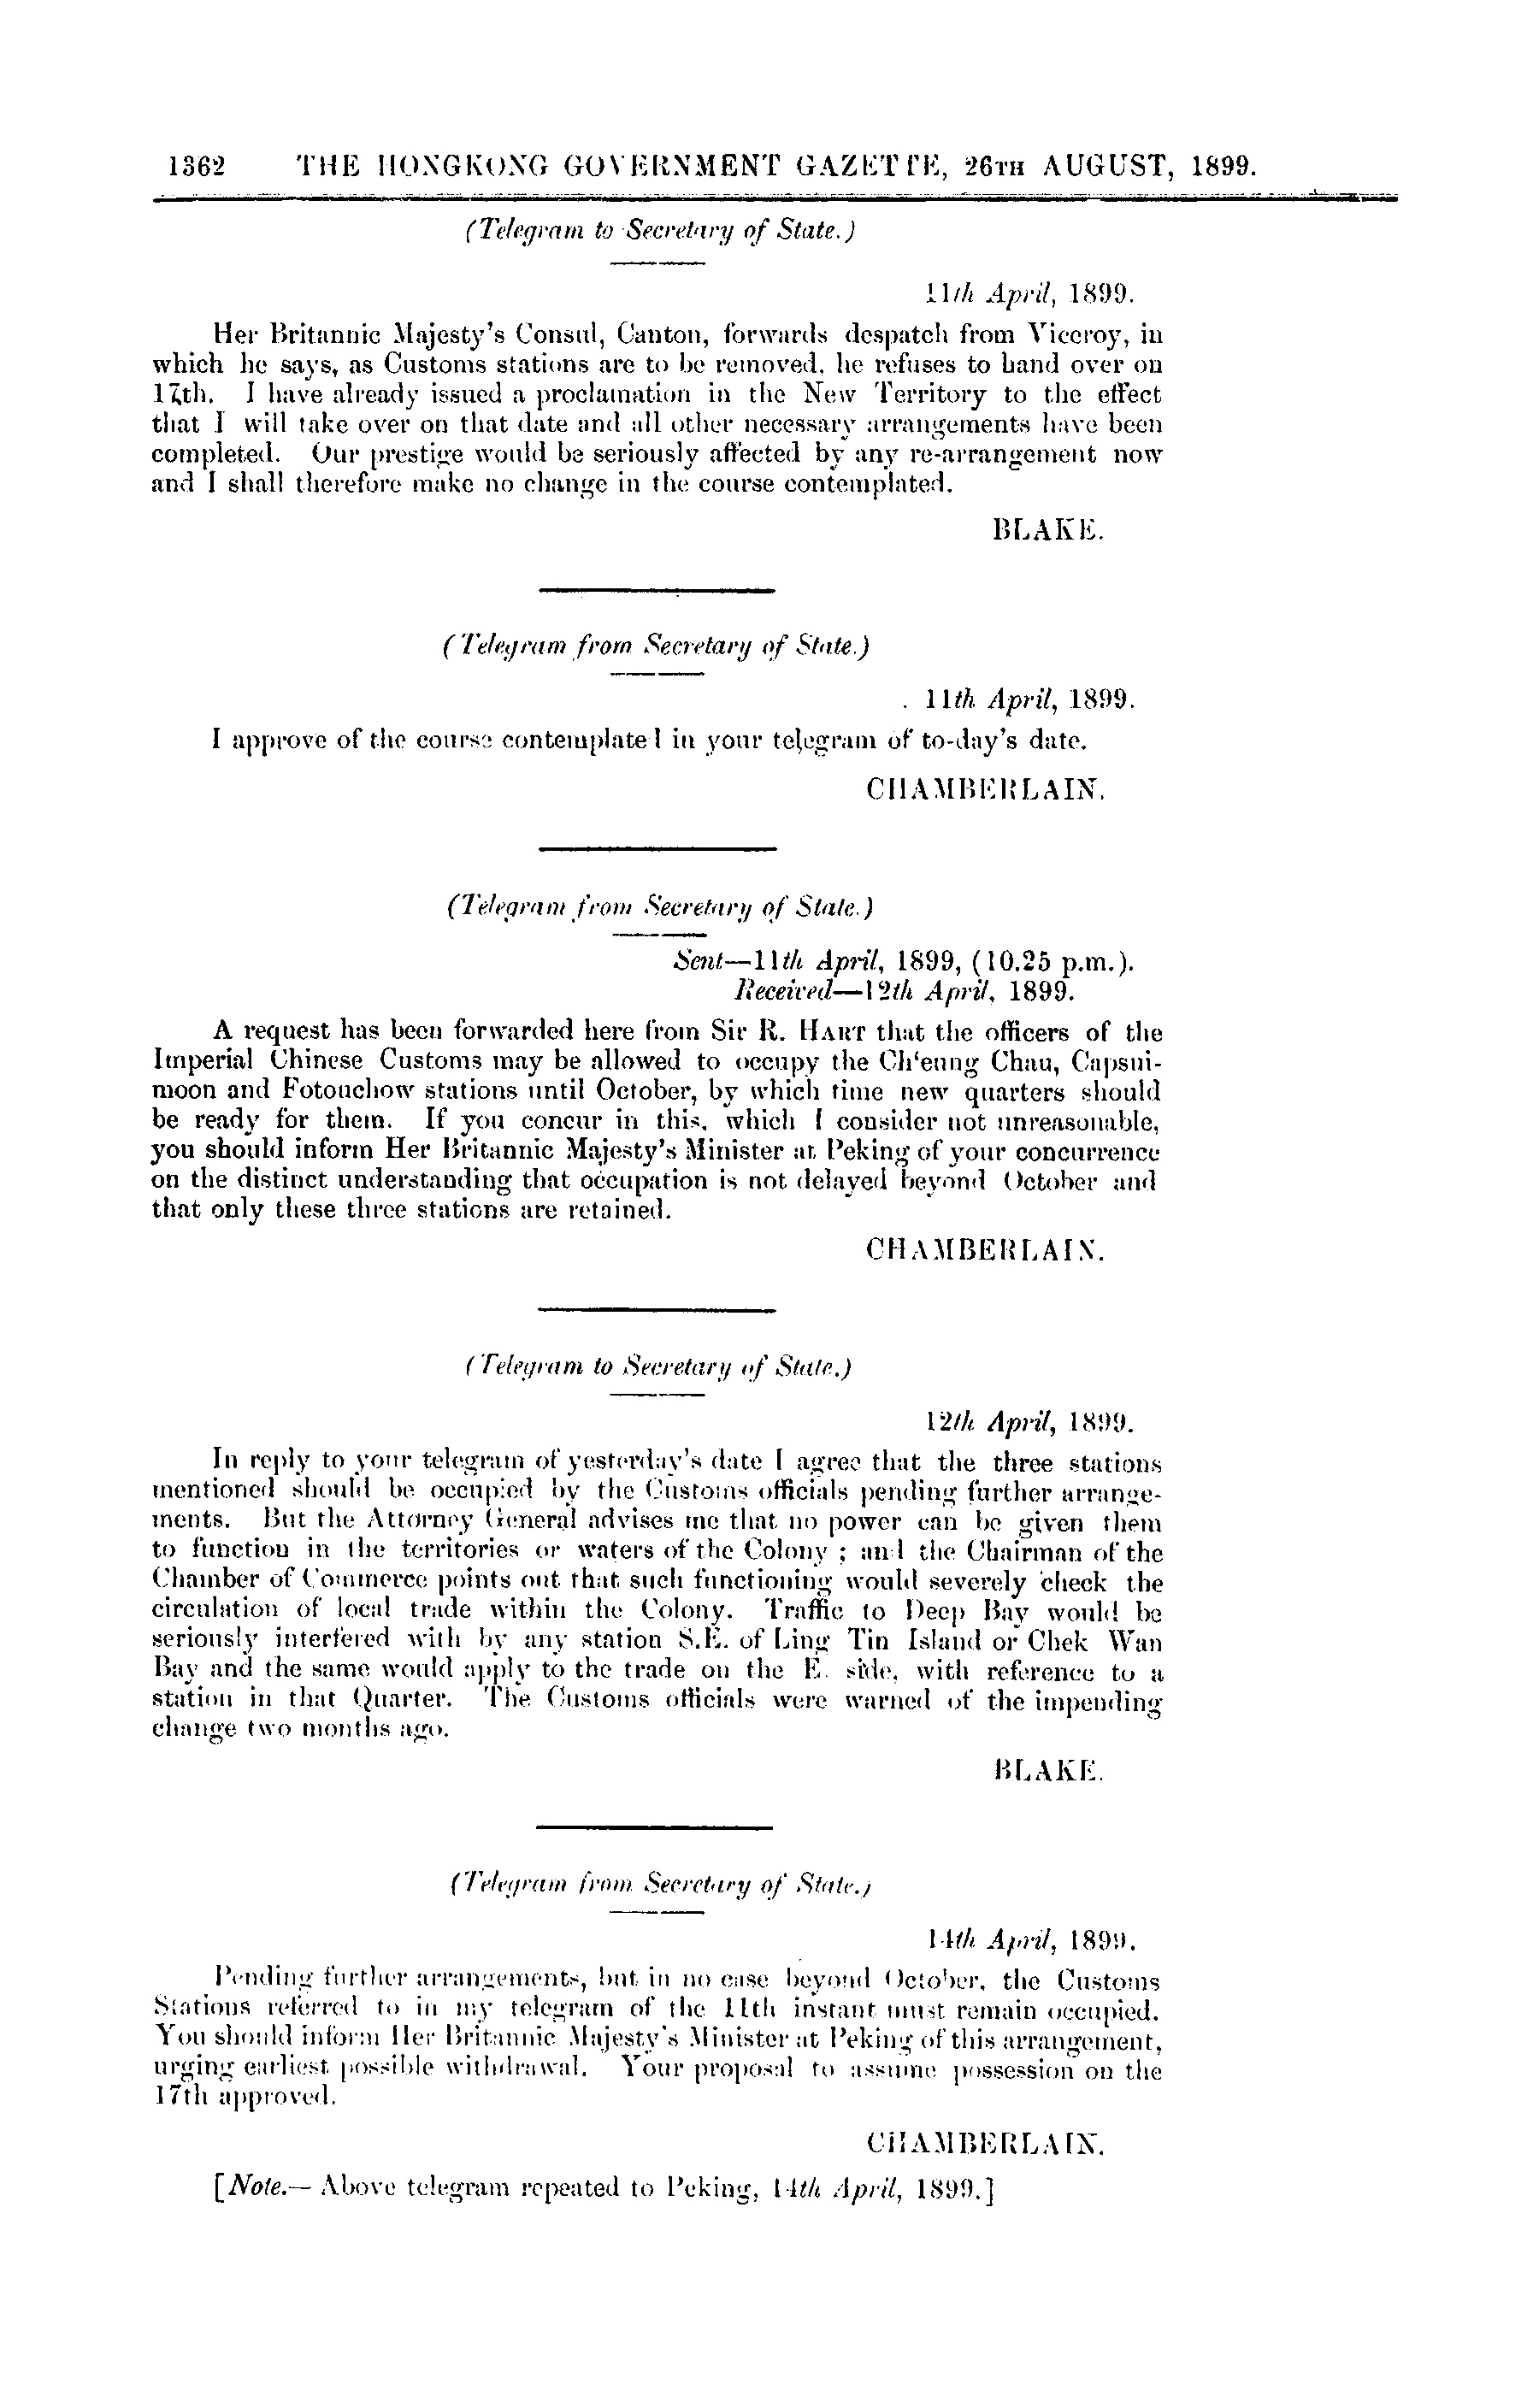 1362 THE HONGKONG GOVERNMENT GAZETTE, 26TH AUGUST, 1899.
(Telegram to Secretary of State.)
11th April, 1899.
Her Britannic Majesty's Consul, Canton, forwards despatch from Viceroy, in
which he says, as Customs stations are to be removed, he refuses to hand over on
17th. I have already issued a proclamation in the New Territory to the effect
that I will take over on that date and all other necessary arrangements have been
completed. Our prestige would be seriously affected by any re-arrangement now
and I shall therefore make no change in the course contemplated.
BLAKE.
(Telegram from Secretary of State.)
11th April, 1899.
I approve of the course contemplated in your telegram of to-day's date.
CHAMBERLAIN.
(Telegram from Secretary of State.)
Sent—11th April, 1899, (10.25 p.m.).
Received—12th April, 1899.
A request has been forwarded here from Sir R. HART that the officers of the
Imperial Chinese Customs may be allowed to occupy the Ch'eung Chau, Capsui-
moon and Fotouchow stations until October, by which time new quarters should
be ready for them. If you concur in this, which I consider not unreasonable,
you should inform Her Britannic Majesty's Minister at Peking of your concurrence
on the distinct understanding that occupation is not delayed beyond October and
that only these three stations are retained.
CHAMBERLAIN.
(Telegram to Secretary of State.)
12th April, 1899.
In reply to your telegram of yesterday's date I agree that the three stations
mentioned should be occupied by the Customs officials pending further arrange-
ments. But the Attorney General advises me that no power can be given them
to function in the territories or waters of the Colony ; and the Chairman of the
Chamber of Commerce points out that such functioning would severely check the
circulation of local trade within the Colony. Traffic to Deep Bay would be
seriously interfered with by any station S.E. of Ling Tin Island or Chek Wan
Bay and the same would apply to the trade on the E. side, with reference to a
station in that Quarter. The Customs officials were warned of the impending
change two months ago.
BLAKE.
(Telegram from Secretary of State.)
14th April, 1899.
Pending further arrangements, but in no case beyond October, the Customs
Stations referred to in my telegram of the 11th instant must remain occupied.
You should inform Her Britannic Majesty's Minister at Peking of this arrangement,
urging earliest possible withdrawal. Your proposal to assume possession on the
17th approved.
CHAMBERLAIN.
[Note.— Above telegram repeated to Peking, 14th April, 1899.]